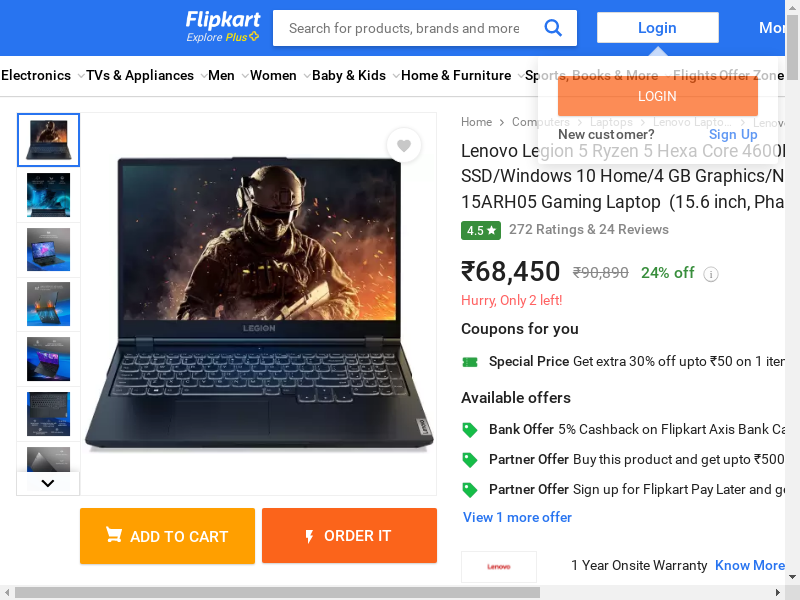 Flipkart
Explore Plus
Search for products, brands and more
Login
Mor
Electronics
TVs & Appliances
Men
Women
Baby & Kids
Home & Furniture
Sports, Books & More
Flights
Offer Zone
LOGIN
New customer?
Sign Up
Home
Computers
Laptops
Lenovo Lapto...
Lenovo
Lenovo Legion 5 Ryzen 5 Hexa Core 4600H
SSD/Windows 10 Home/4 GB Graphics/N
15ARH05 Gaming Laptop (15.6 inch, Pha
4.5
272 Ratings & 24 Reviews
₹68,450
₹90,890
24% off
i
Hurry, Only 2 left!
Coupons for you
Special Price Get extra 30% off upto ₹50 on 1 iter
Available offers
Bank Offer 5% Cashback on Flipkart Axis Bank Ca
Partner Offer Buy this product and get upto ₹500
Partner Offer Sign up for Flipkart Pay Later and ge
View 1 more offer
LEGION
ADD TO CART
ORDER IT
Lenovo
1 Year Onsite Warranty
Know More